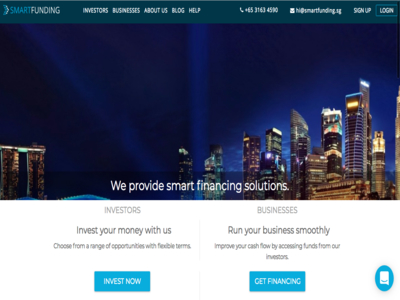 SMARTFUNDING
INVESTORS BUSINESSES ABOUT US BLOG HELP
+65 3163 4590
hi@smartfunding.sg
SIGN UP
LOGIN
We provide smart financing solutions.
INVESTORS
Invest your money with us
Choose from a range of opportunities with flexible terms.
INVEST NOW
BUSINESSES
Run your business smoothly
Improve your cash flow by accessing funds from our
investors.
GET FINANCING